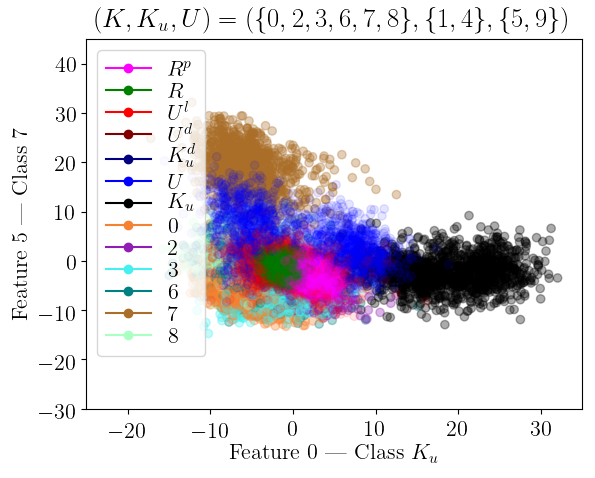 (K, K_u, U) = ({0, 2, 3, 6, 7, 8}, {1, 4}, {5, 9})
Feature 5 — Class 7
40
30
20
10
0
−10
−20
−30
R^p
R
U^l
U^d
K_u^d
U
K_u
0
2
3
6
7
8
−20
−10
0
10
20
30
Feature 0 — Class K_u